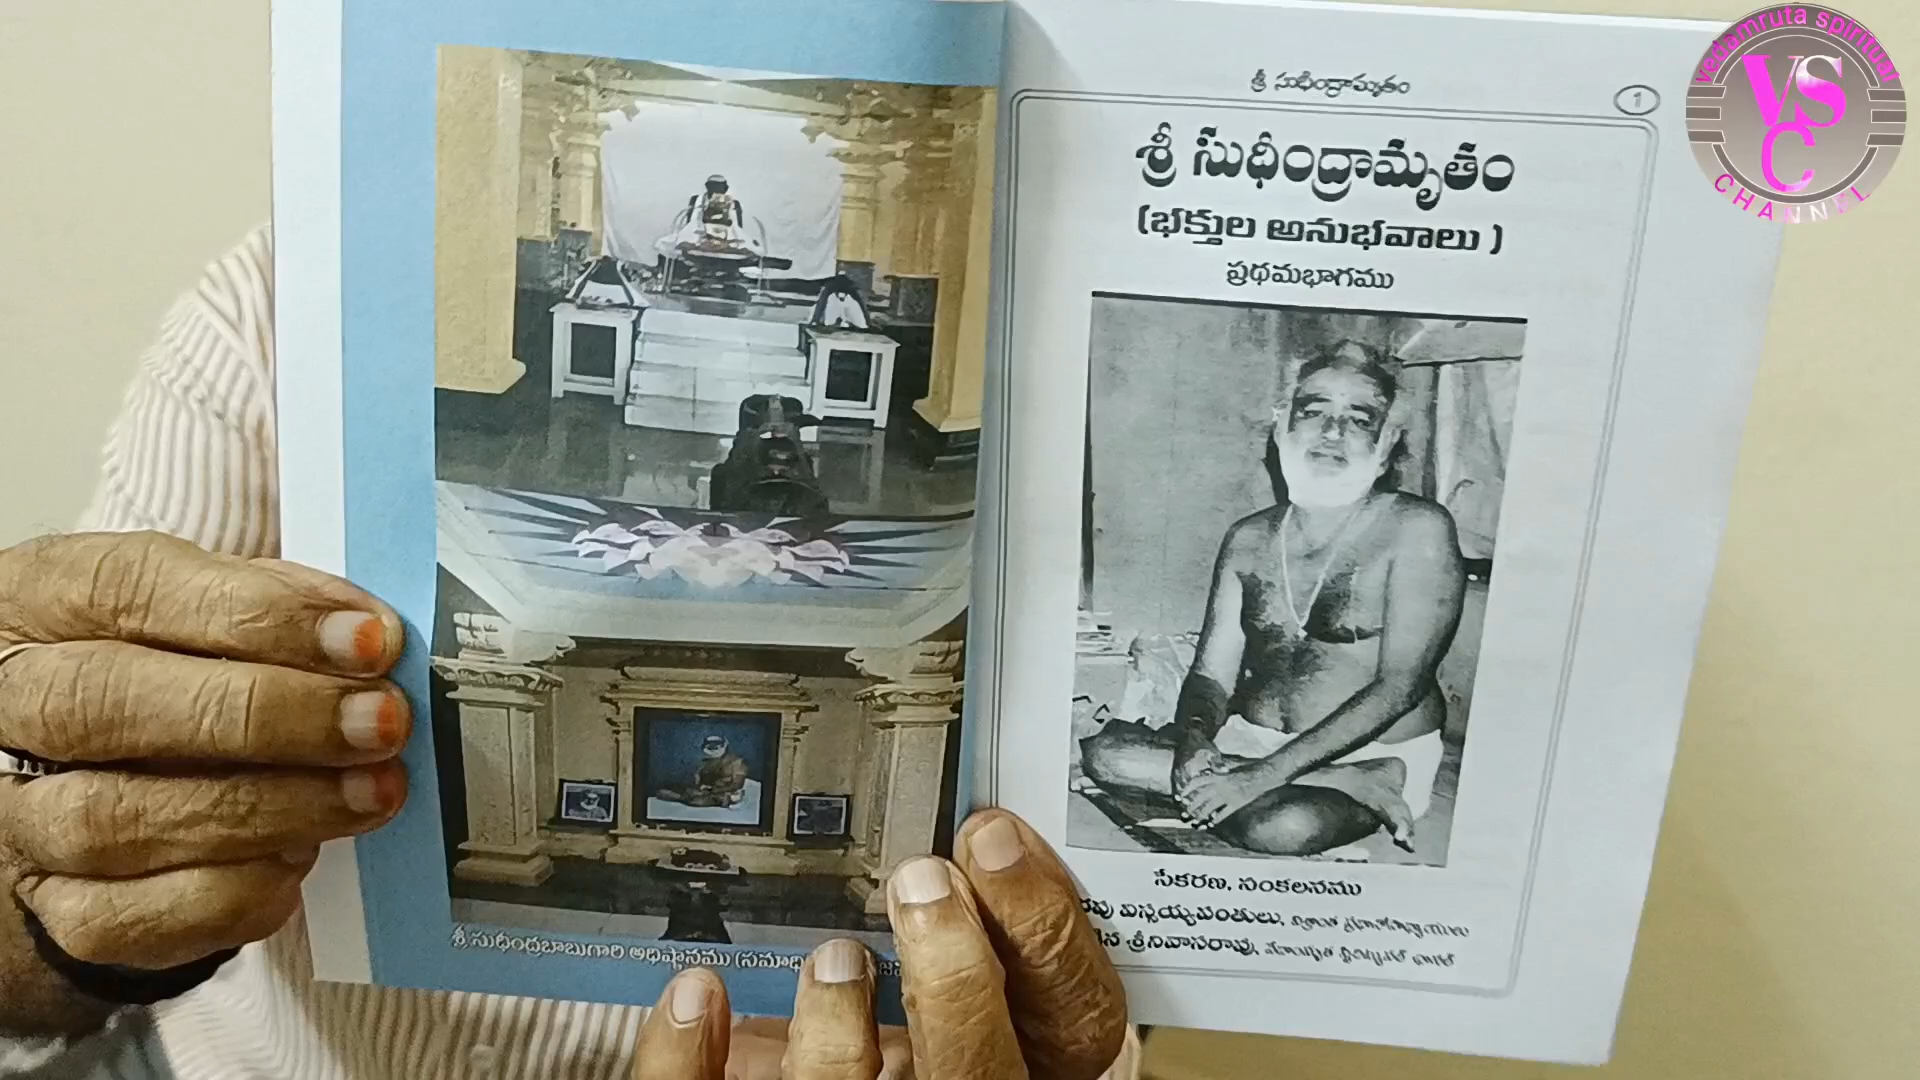 శ్రీ సుధీంద్రామృతం
1
శ్రీ సుధీంద్రామృతం
(భక్తుల అనుభవాలు )
ప్రథమభాగము
సేకరణ, సంకలనము
శ్రీనివాసరావు,
శ్రీ సుధీంద్రబాబుగారి అధిష్ఠానము
vedamruta spiritual
VSC
CHANNEL